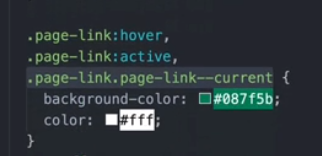 .page-link:hover,
.page-link:active,
.page-link.page-link--current {
background-color: #087f5b;
color: #fff;
}